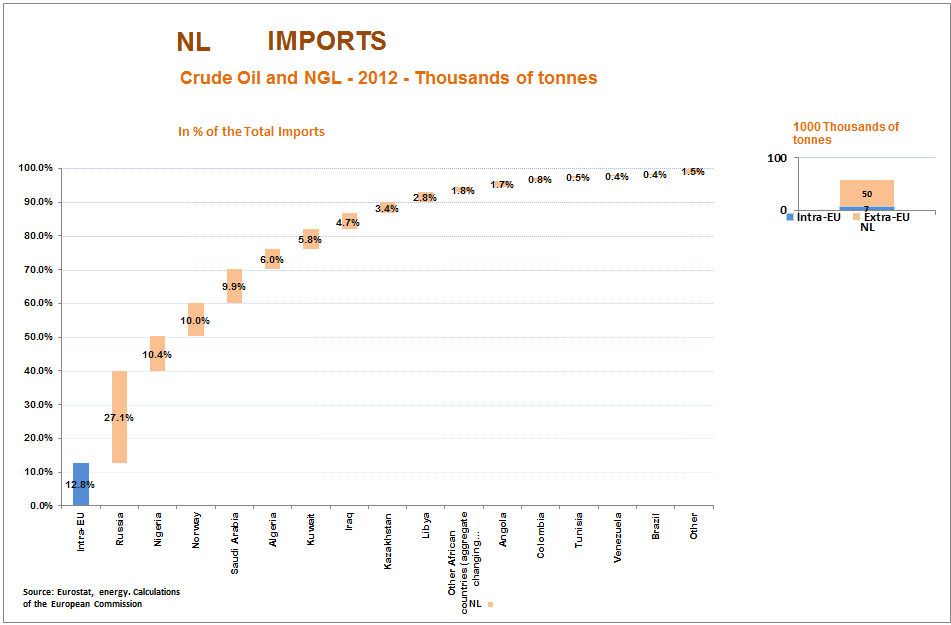 NL IMPORTS
Crude Oil and NGL - 2012 - Thousands of tonnes
In % of the Total Imports
100.0%
90.0%
80.0%
70.0%
60.0%
50.0%
40.0%
30.0%
20.0%
10.0%
0.0%
12.8%
27.1%
10.4%
10.0%
9.9%
6.0%
5.8%
4.7%
3.4%
2.8%
1.8%
1.7%
0.8%
0.5%
0.4%
0.4%
1.5%
Intra-EU
Russia
Nigeria
Norway
Saudi Arabia
Algeria
Kuwait
Iraq
Kazakhstan
Libya
Other African
countries (aggregate
changing...
Angola
Colombia
Tunisia
Venezuela
Brazil
Other
NL
1000 Thousands of
tonnes
100
0
50
7
Intra-EU Extra-EU
NL
Source: Eurostat, energy. Calculations
of the European Commission